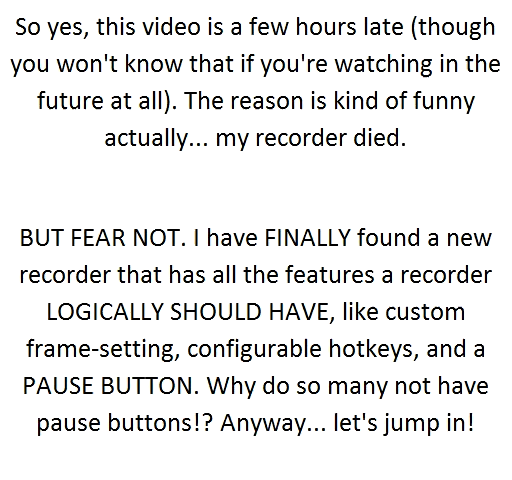 So yes, this video is a few hours late (though
you won't know that if you're watching in the
future at all). The reason is kind of funny
actually... my recorder died.
BUT FEAR NOT. I have FINALLY found a new
recorder that has all the features a recorder
LOGICALLY SHOULD HAVE, like custom
frame-setting, configurable hotkeys, and a
PAUSE BUTTON. Why do so many not have
pause buttons!? Anyway... let's jump in!